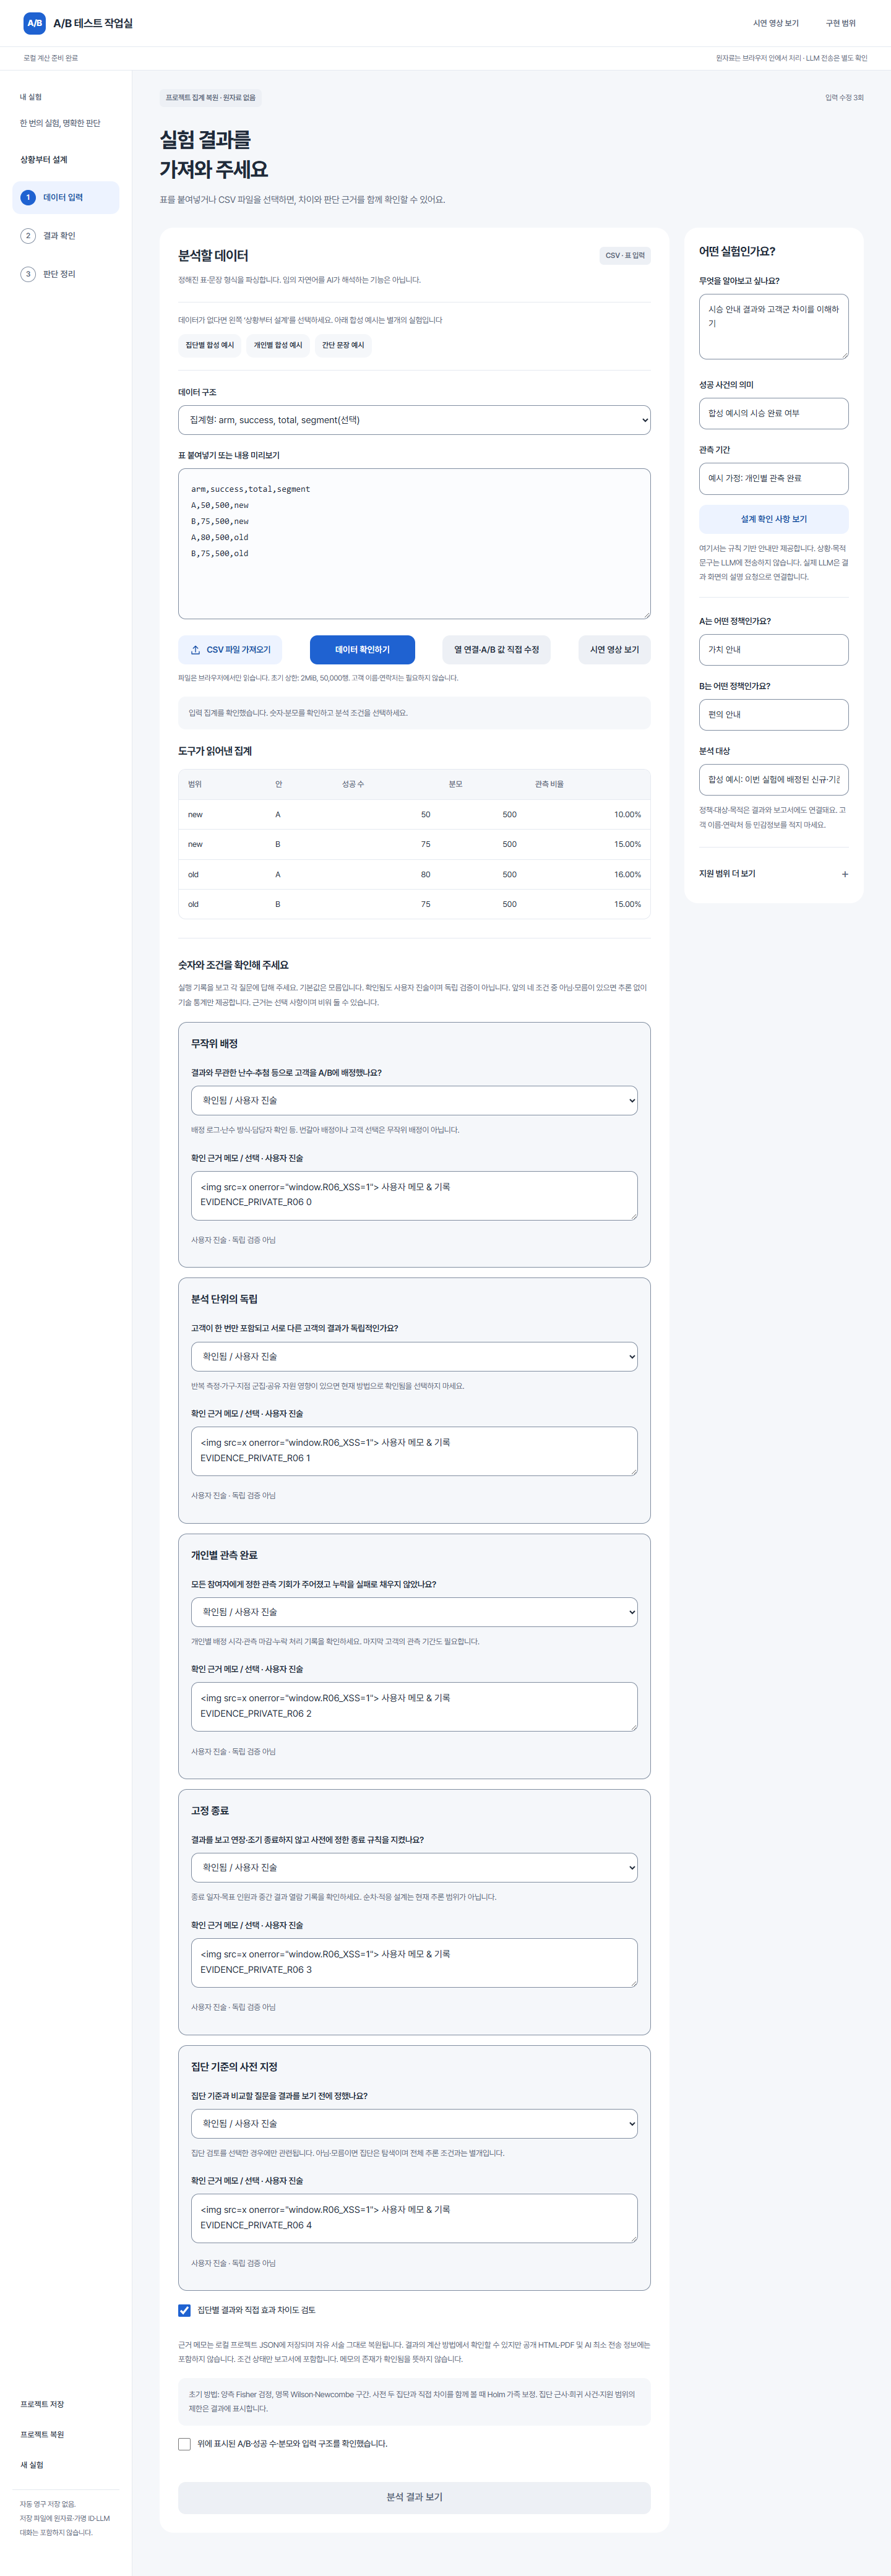 A/B
A/B 테스트 작업실
시연 영상 보기
구현 범위
로컬 계산 준비 완료
원자료는 브라우저 안에서 처리 · LLM 전송은 별도 확인
내 실험
한 번의 실험, 명확한 판단
상황부터 설계
1 데이터 입력
2 결과 확인
3 판단 정리
프로젝트 집계 복원 · 원자료 없음
입력 수정 3회
실험 결과를
가져와 주세요
표를 붙여넣거나 CSV 파일을 선택하면, 차이와 판단 근거를 함께 확인할 수 있어요.
분석할 데이터
CSV · 표 입력
정해진 표·문장 형식을 파싱합니다. 임의 자연어를 AI가 해석하는 기능은 아닙니다.
데이터가 없다면 왼쪽 ‘상황부터 설계’를 선택하세요. 아래 합성 예시는 별개의 실험입니다
집단별 합성 예시
개인별 합성 예시
간단 문장 예시
데이터 구조
집계형: arm, success, total, segment(선택)
표 붙여넣기 또는 내용 미리보기
arm,success,total,segment
A,50,500,new
B,75,500,new
A,80,500,old
B,75,500,old
CSV 파일 가져오기
데이터 확인하기
열 연결·A/B 값 직접 수정
시연 영상 보기
파일은 브라우저에서만 읽습니다. 초기 상한: 2MiB, 50,000행. 고객 이름·연락처는 필요하지 않습니다.
입력 집계를 확인했습니다. 숫자·분모를 확인하고 분석 조건을 선택하세요.
도구가 읽어낸 집계
범위 안 성공 수 분모 관측 비율
new A 50 500 10.00%
new B 75 500 15.00%
old A 80 500 16.00%
old B 75 500 15.00%
숫자와 조건을 확인해 주세요
실행 기록을 보고 각 질문에 답해 주세요. 기본값은 모름입니다. 확인됨도 사용자 진술이며 독립 검증이 아닙니다. 앞의 네 조건 중 아님·모름이 있으면 추론 없이
기술 통계만 제공합니다. 근거는 선택 사항이며 비워 둘 수 있습니다.
무작위 배정
결과와 무관한 난수·추첨 등으로 고객을 A/B에 배정했나요?
확인됨 / 사용자 진술
배정 로그·난수 방식·담당자 확인 등. 번갈아 배정이나 고객 선택은 무작위 배정이 아닙니다.
확인 근거 메모 / 선택 · 사용자 진술
<img src=x onerror="window.R06_XSS=1"> 사용자 메모 & 기록
EVIDENCE_PRIVATE_R06 0
사용자 진술 · 독립 검증 아님
분석 단위의 독립
고객이 한 번만 포함되고 서로 다른 고객의 결과가 독립적인가요?
확인됨 / 사용자 진술
반복 측정·가구·지점 군집·공유 자원 영향이 있으면 현재 방법으로 확인됨을 선택하지 마세요.
확인 근거 메모 / 선택 · 사용자 진술
<img src=x onerror="window.R06_XSS=1"> 사용자 메모 & 기록
EVIDENCE_PRIVATE_R06 1
사용자 진술 · 독립 검증 아님
개인별 관측 완료
모든 참여자에게 정한 관측 기회가 주어졌고 누락을 실패로 채우지 않았나요?
확인됨 / 사용자 진술
개인별 배정 시각·관측 마감·누락 처리 기록을 확인하세요. 마지막 고객의 관측 기간도 필요합니다.
확인 근거 메모 / 선택 · 사용자 진술
<img src=x onerror="window.R06_XSS=1"> 사용자 메모 & 기록
EVIDENCE_PRIVATE_R06 2
사용자 진술 · 독립 검증 아님
고정 종료
결과를 보고 연장·조기 종료하지 않고 사전에 정한 종료 규칙을 지켰나요?
확인됨 / 사용자 진술
종료 일자·목표 인원과 중간 결과 열람 기록을 확인하세요. 순차·적응 설계는 현재 추론 범위가 아닙니다.
확인 근거 메모 / 선택 · 사용자 진술
<img src=x onerror="window.R06_XSS=1"> 사용자 메모 & 기록
EVIDENCE_PRIVATE_R06 3
사용자 진술 · 독립 검증 아님
집단 기준의 사전 지정
집단 기준과 비교할 질문을 결과를 보기 전에 정했나요?
확인됨 / 사용자 진술
집단 검토를 선택한 경우에만 관련됩니다. 아님·모름이면 집단은 탐색이며 전체 추론 조건과는 별개입니다.
확인 근거 메모 / 선택 · 사용자 진술
<img src=x onerror="window.R06_XSS=1"> 사용자 메모 & 기록
EVIDENCE_PRIVATE_R06 4
사용자 진술 · 독립 검증 아님
집단별 결과와 직접 효과 차이도 검토
근거 메모는 로컬 프로젝트 JSON에 저장되며 자유 서술 그대로 복원됩니다. 결과의 계산 방법에서 확인할 수 있지만 공개 HTML·PDF 및 AI 최소 전송 정보에는
포함하지 않습니다. 조건 상태만 보고서에 포함합니다. 메모의 존재가 확인됨을 뜻하지 않습니다.
초기 방법: 양측 Fisher 검정, 명목 Wilson·Newcombe 구간. 사전 두 집단과 직접 차이를 함께 볼 때 Holm 가족 보정. 집단 근사·희귀 사건·지원 범위의
제한은 결과에 표시합니다.
위에 표시된 A/B·성공 수·분모와 입력 구조를 확인했습니다.
분석 결과 보기
어떤 실험인가요?
무엇을 알아보고 싶나요?
시승 안내 결과와 고객군 차이를 이해하
기
성공 사건의 의미
합성 예시의 시승 완료 여부
관측 기간
예시 가정: 개인별 관측 완료
설계 확인 사항 보기
여기서는 규칙 기반 안내만 제공합니다. 상황·목적
문구는 LLM에 전송하지 않습니다. 실제 LLM은 결
과 화면의 설명 요청으로 연결합니다.
A는 어떤 정책인가요?
가치 안내
B는 어떤 정책인가요?
편의 안내
분석 대상
합성 예시: 이번 실험에 배정된 신규·기존
정책·대상·목적은 결과와 보고서에도 연결돼요. 고
객 이름·연락처 등 민감정보를 적지 마세요.
지원 범위 더 보기 +
프로젝트 저장
프로젝트 복원
새 실험
자동 영구 저장 없음.
저장 파일에 원자료·가명 ID·LLM
대화는 포함하지 않습니다.